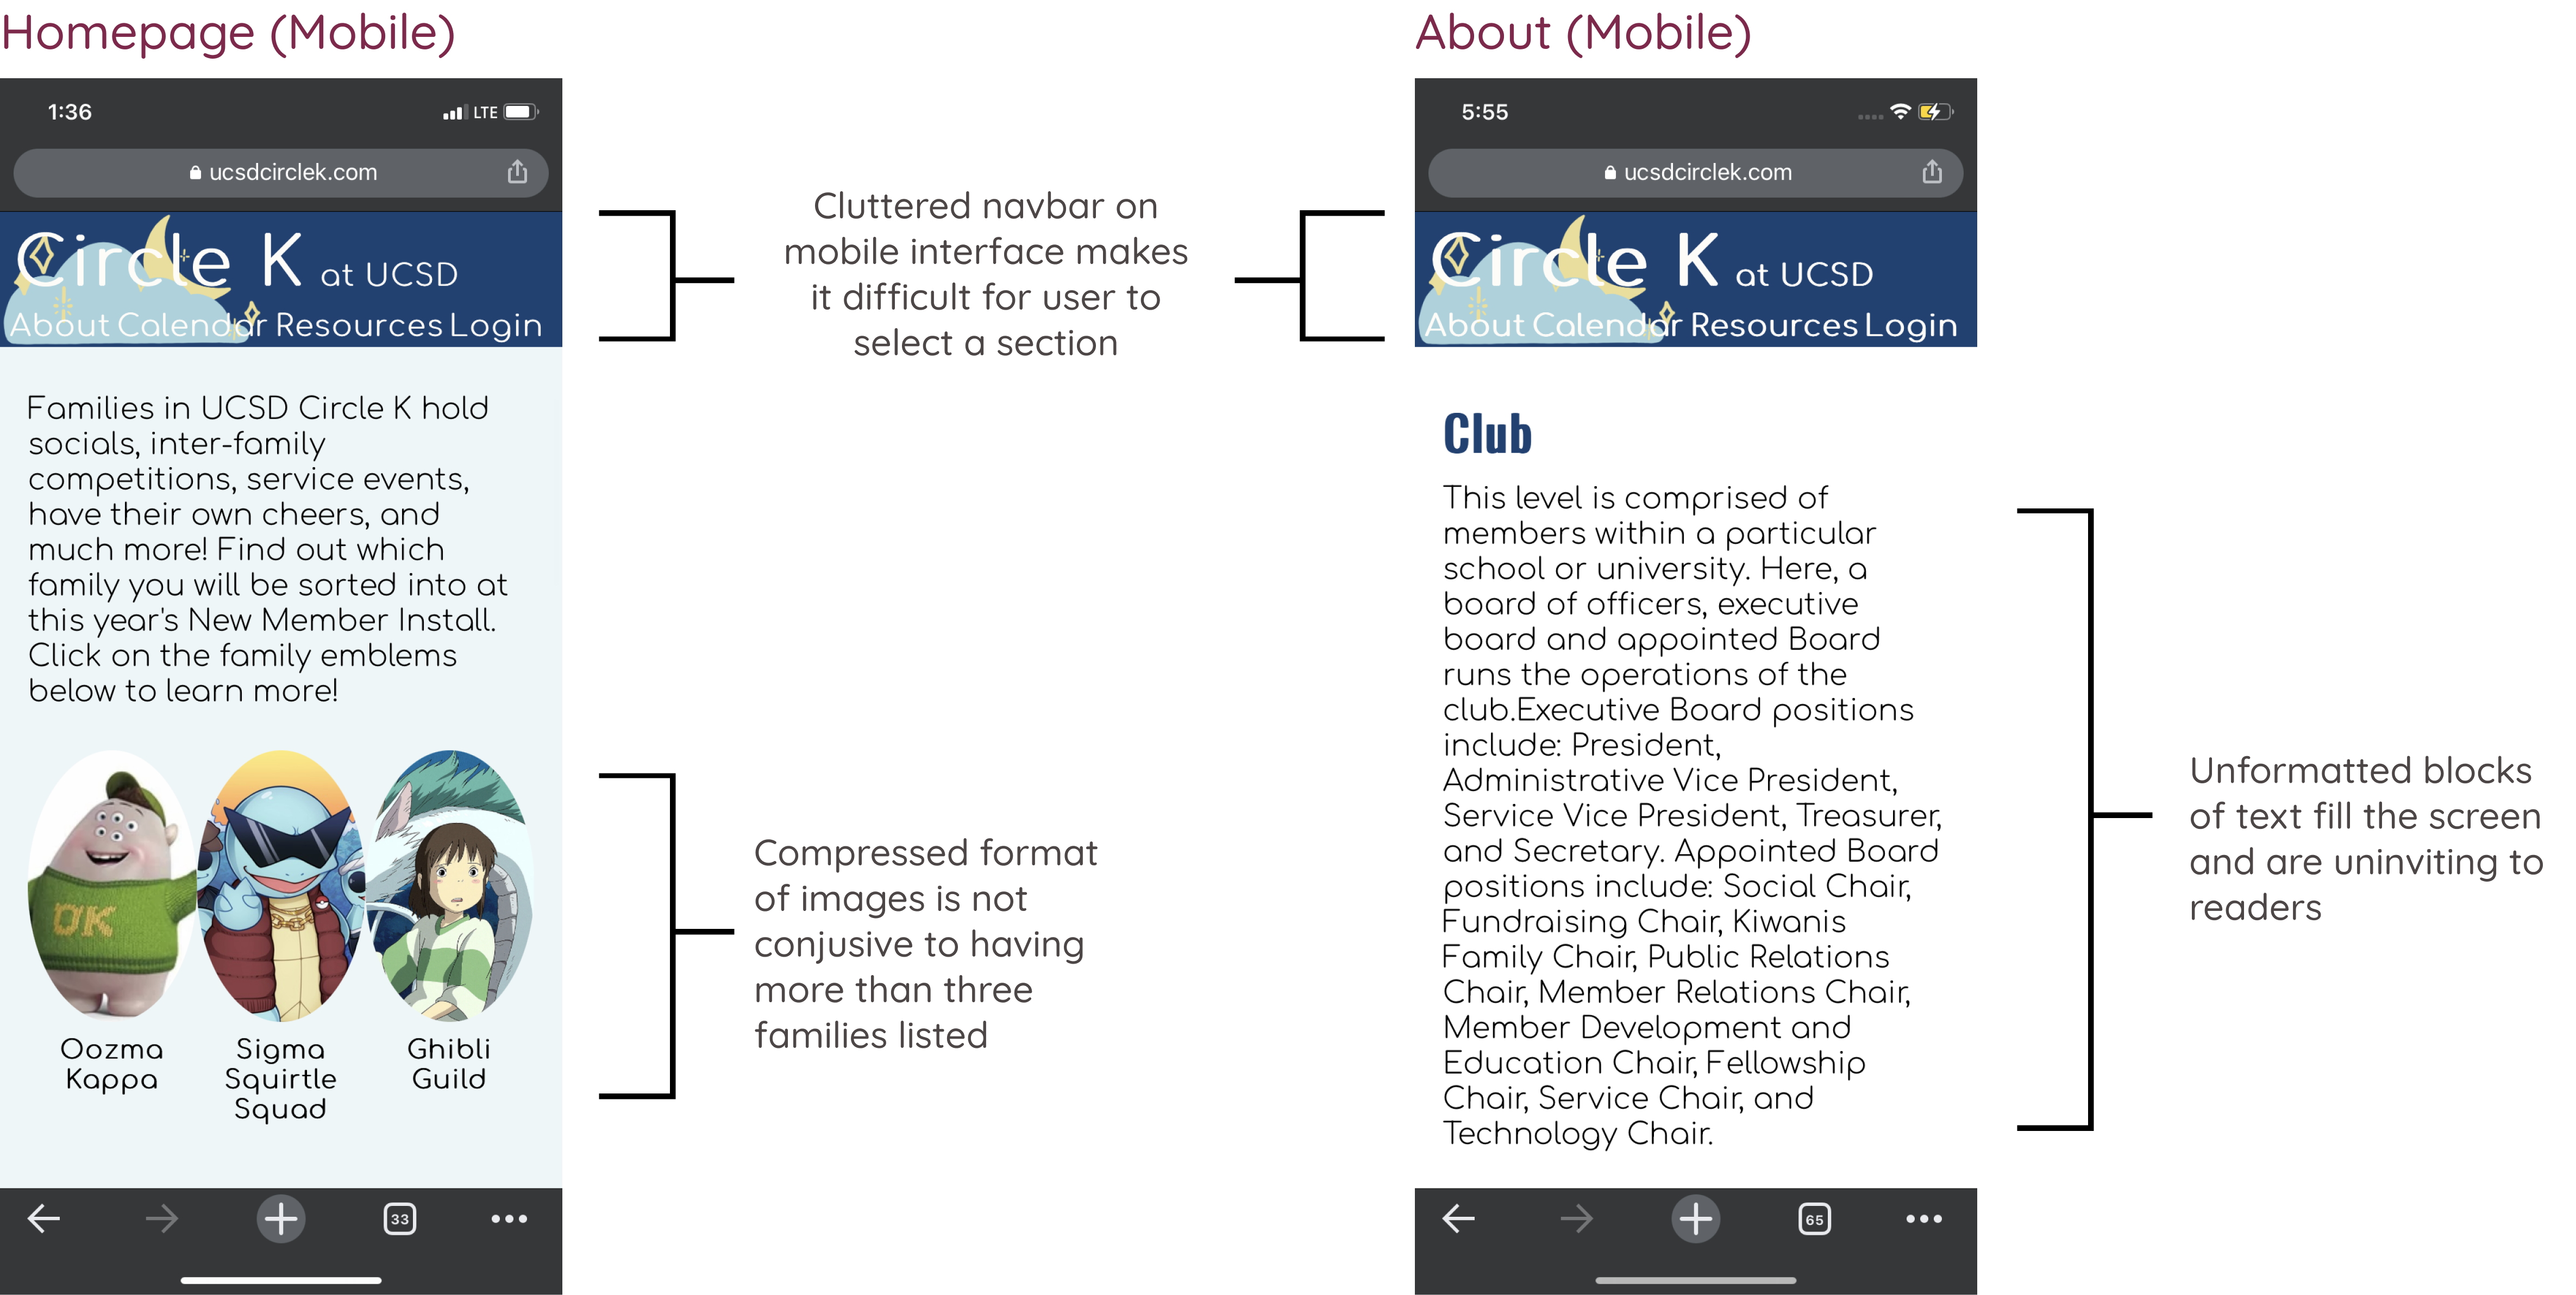 Homepage (Mobile)
1:36
LTE
ucsdcirclek.com
Circle K at UCSD
About Calendar Resources Login
Families in UCSD Circle K hold
socials, inter-family
competitions, service events,
have their own cheers, and
much more! Find out which
family you will be sorted into at
this year's New Member Install.
Click on the family emblems
below to learn more!
OK
Oozma
Kappa
Sigma
Squirtle
Squad
Ghibli
Guild
33
Cluttered navbar on
mobile interface makes
it difficult for user to
select a section
Compressed format
of images is not
conjusive to having
more than three
families listed
About (Mobile)
5:55
ucsdcirclek.com
Circle K at UCSD
About Calendar Resources Login
Club
This level is comprised of
members within a particular
school or university. Here, a
board of officers, executive
board and appointed Board
runs the operations of the
club.Executive Board positions
include: President,
Administrative Vice President,
Service Vice President, Treasurer,
and Secretary. Appointed Board
positions include: Social Chair,
Fundraising Chair, Kiwanis
Family Chair, Public Relations
Chair, Member Relations Chair,
Member Development and
Education Chair, Fellowship
Chair, Service Chair, and
Technology Chair.
65
Unformatted blocks
of text fill the screen
and are uninviting to
readers